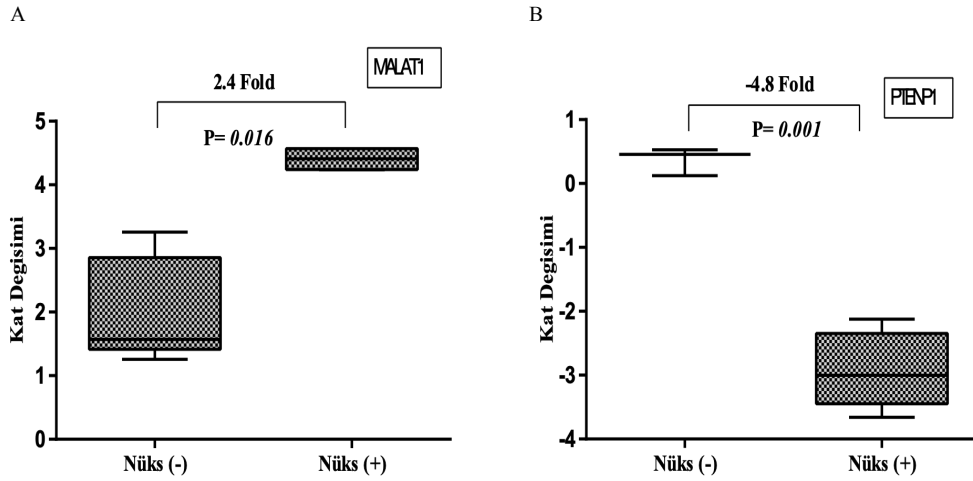 A
MALAT1
2.4 Fold
P= 0.016
Kat Degisimi
5
4
3
2
1
0
Nüks (-)
Nüks (+)
B
PTENP1
-4.8 Fold
P= 0.001
Kat Degisimi
1
0
-1
-2
-3
-4
Nüks (-)
Nüks (+)